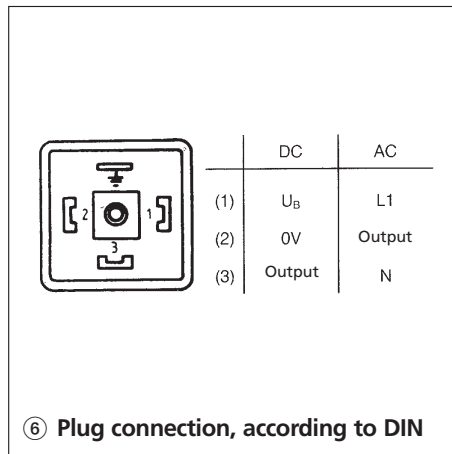 DC AC
2 1
3
(1) U_B L1
(2) 0V Output
(3) Output N
⑥ Plug connection, according to DIN